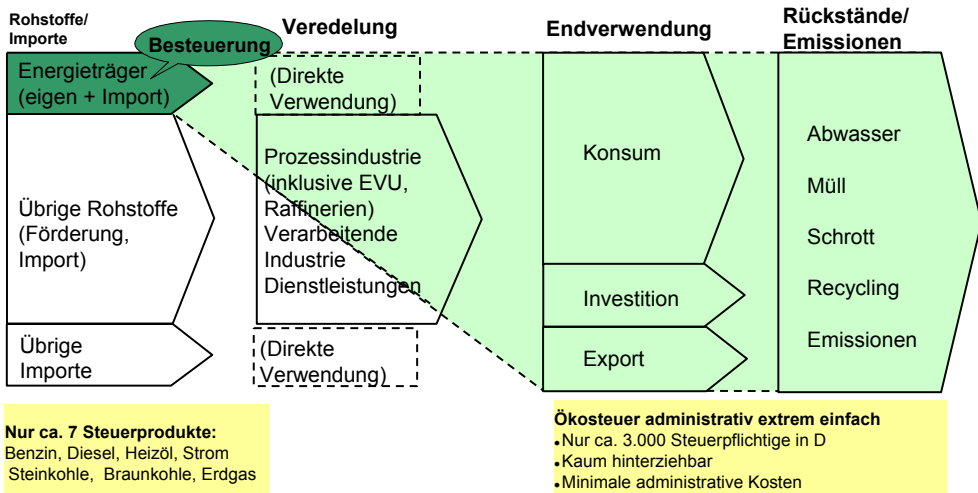 Rohstoffe/
Importe
Besteuerung
Veredelung
Endverwendung
Rückstände/
Emissionen
Energieträger
(eigen + Import)
Übrige Rohstoffe
(Förderung,
Import)
Übrige
Importe
(Direkte
Verwendung)
Prozessindustrie
(inklusive EVU,
Raffinerien)
Verarbeitende
Industrie
Dienstleistungen
(Direkte
Verwendung)
Konsum
Investition
Export
Abwasser
Müll
Schrott
Recycling
Emissionen
Nur ca. 7 Steuerprodukte:
Benzin, Diesel, Heizöl, Strom
Steinkohle, Braunkohle, Erdgas
Ökosteuer administrativ extrem einfach
•Nur ca. 3.000 Steuerpflichtige in D
•Kaum hinterziehbar
•Minimale administrative Kosten